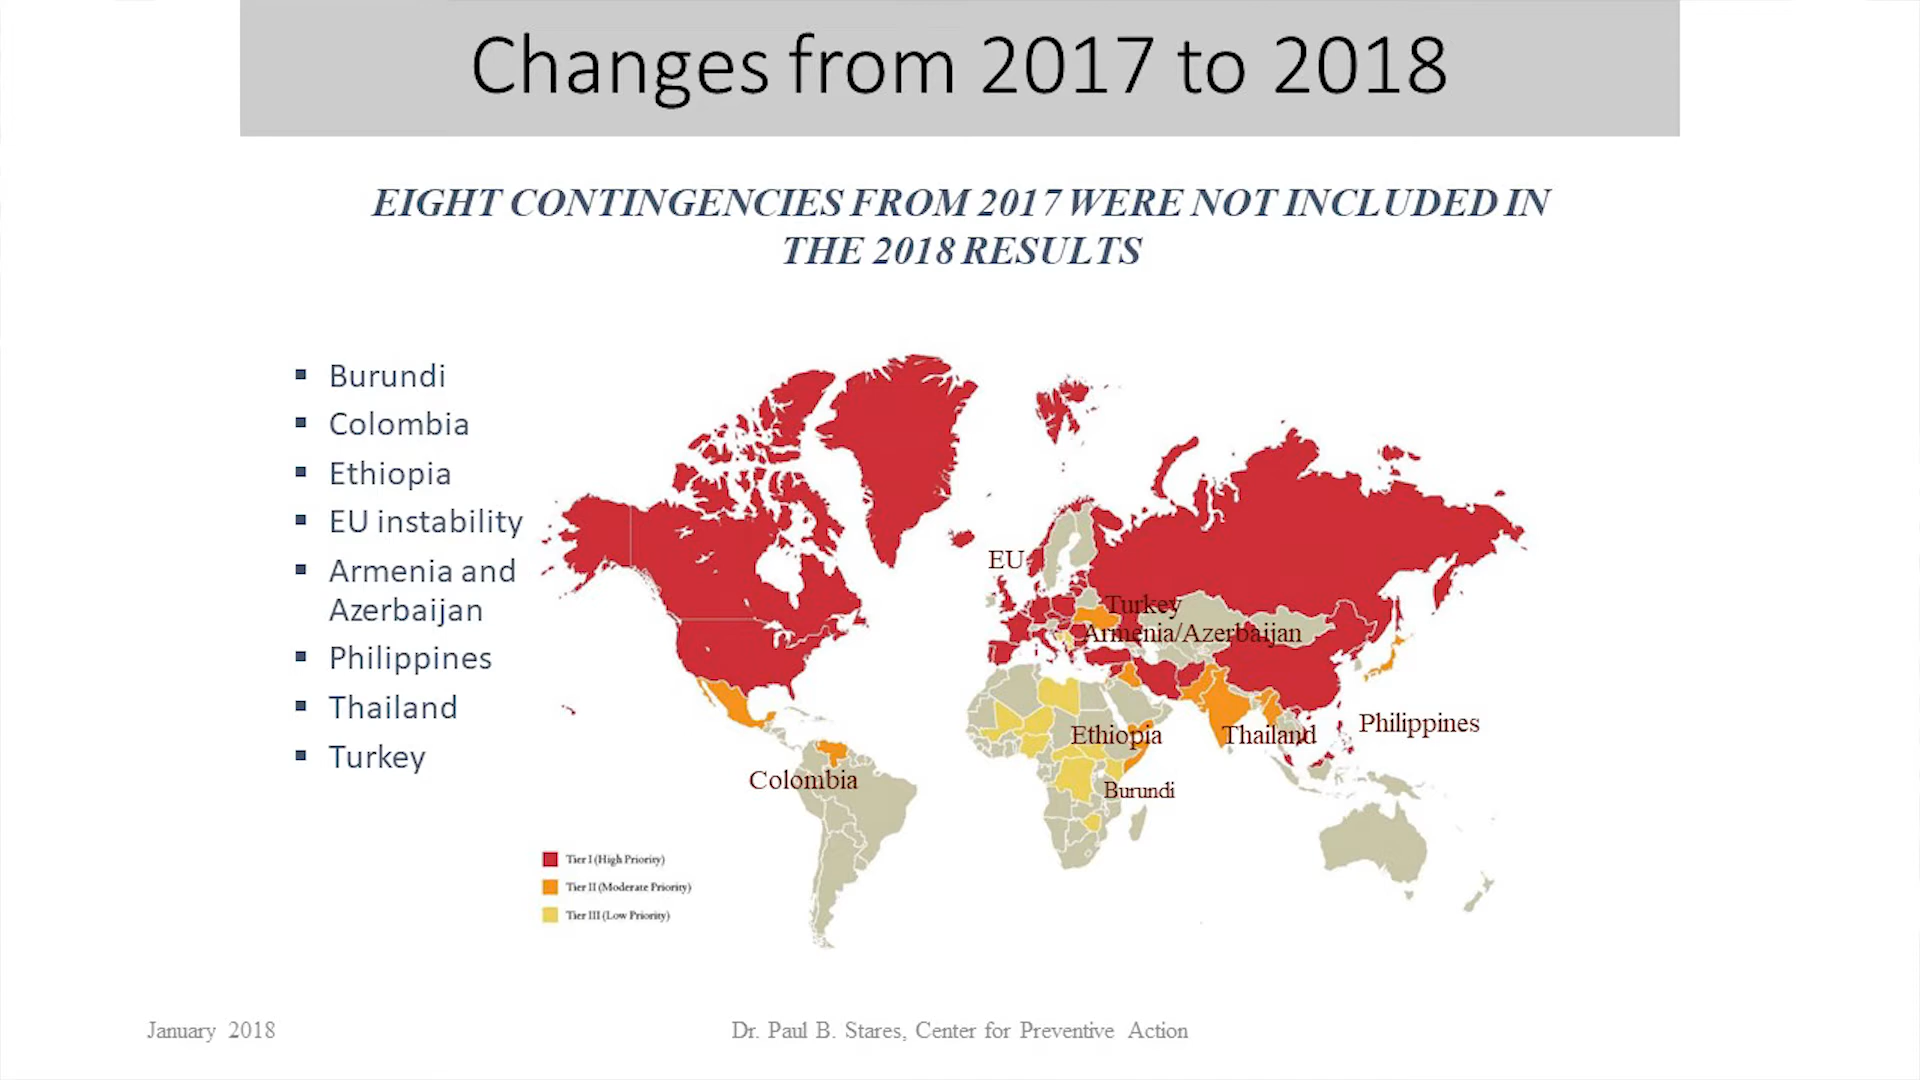 Changes from 2017 to 2018
EIGHT CONTINGENCIES FROM 2017 WERE NOT INCLUDED IN
THE 2018 RESULTS
Burundi
Colombia
Ethiopia
EU instability
Armenia and
Azerbaijan
Philippines
Thailand
Turkey
EU
Turkey
Armenia/Azerbaijan
Philippines
Ethiopia
Thailand
Colombia
Burundi
Tier I (High Priority)
Tier II (Moderate Priority)
Tier III (Low Priority)
January 2018
Dr. Paul B. Stares, Center for Preventive Action